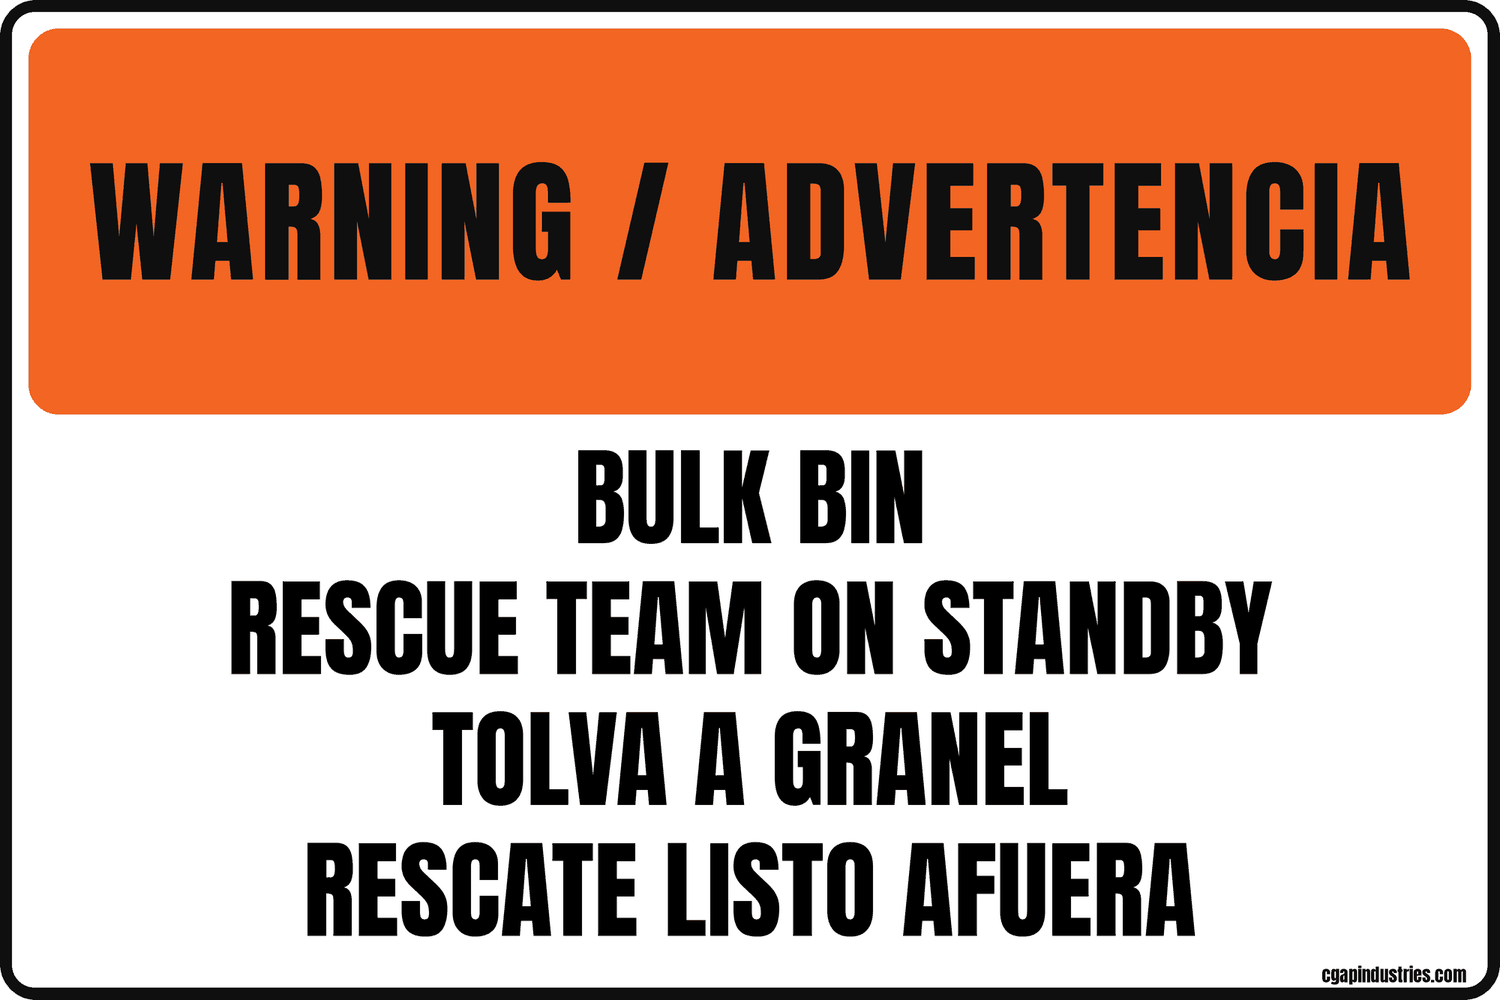 WARNING / ADVERTENCIA
BULK BIN
RESCUE TEAM ON STANDBY
TOLVA A GRANEL
RESCATE LISTO AFUERA
cgapindustries.com